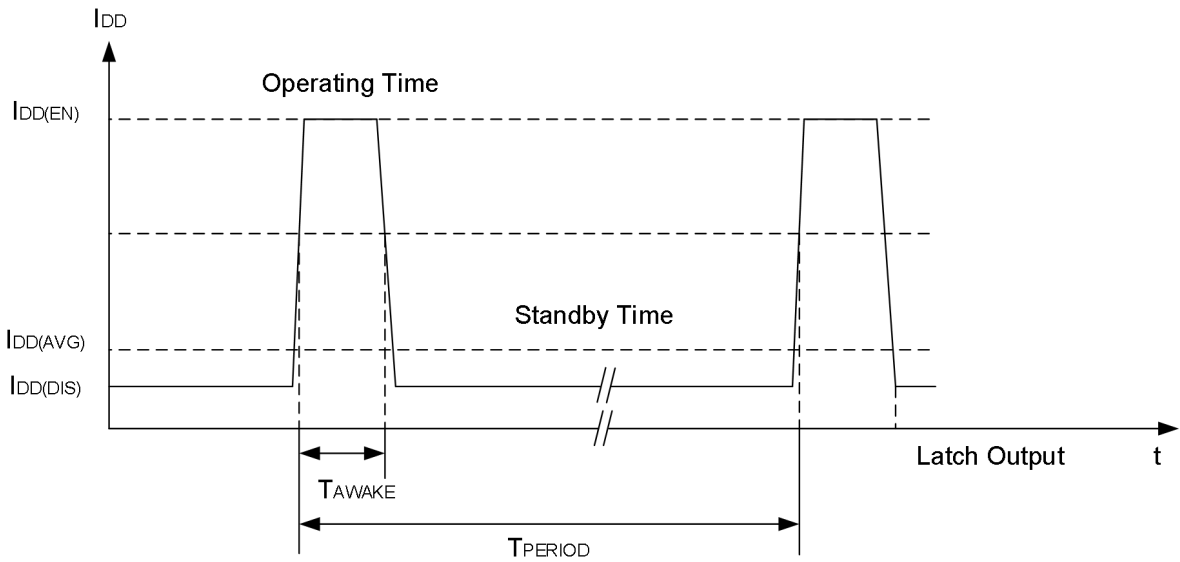 IDD
Operating Time
IDD(EN)
Standby Time
IDD(AVG)
IDD(DIS)
Latch Output
t
TAWAKE
TPERIOD